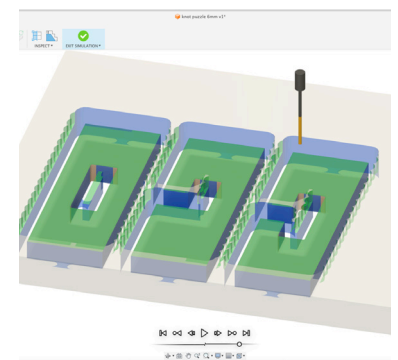 knot puzzle 6mm v1*
INSPECT ▾
EXIT SIMULATION ▾